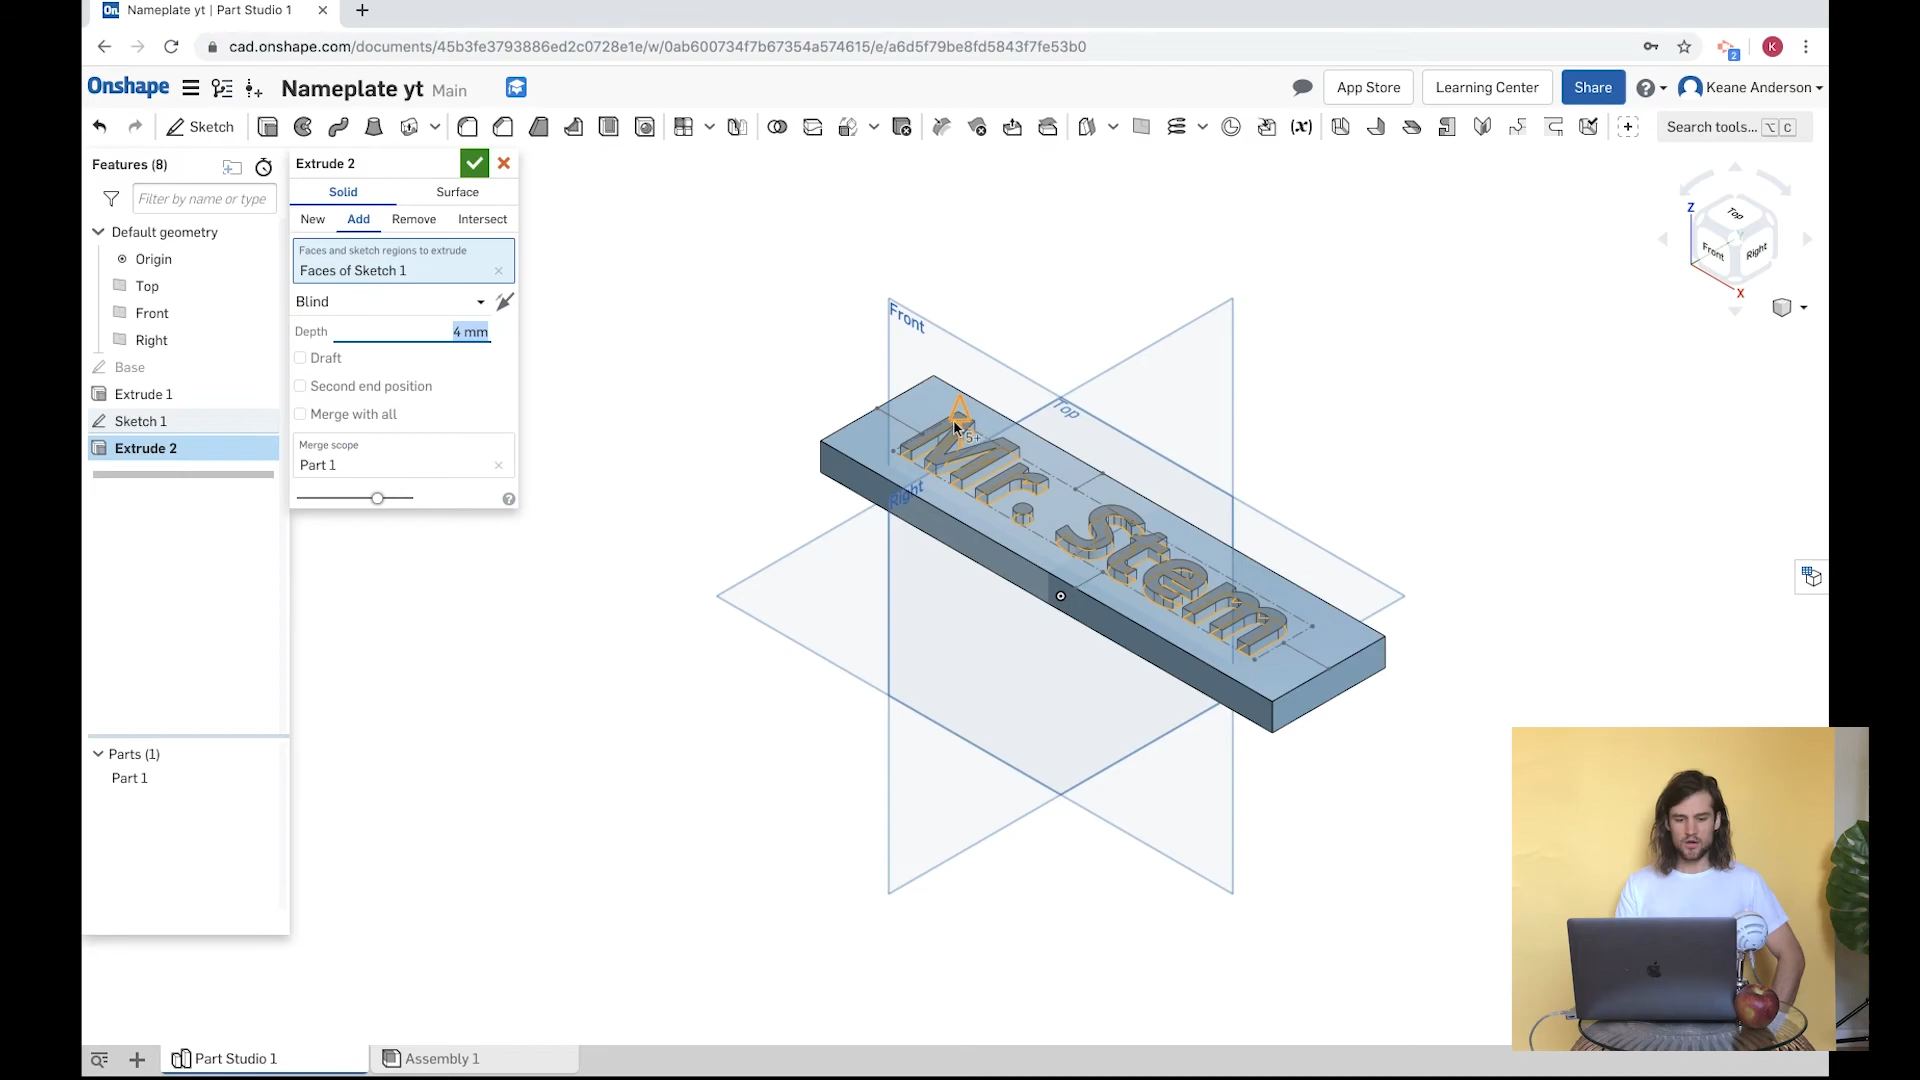 Nameplate yt | Part Studio 1
cad.onshape.com/documents/45b3fe3793886ed2c0728e1e/w/0ab600734f7b67354a574615/e/a6d5f79be8fd5843f7fe53b0
2
K
Onshape
Nameplate yt Main
App Store
Learning Center
Share
Keane Anderson
Sketch
Search tools... ⌥ C
Features (8)
Filter by name or type
Default geometry
Origin
Top
Front
Right
Base
Extrude 1
Sketch 1
Extrude 2
Parts (1)
Part 1
Extrude 2
Solid
Surface
New
Add
Remove
Intersect
Faces and sketch regions to extrude
Faces of Sketch 1
Blind
Depth
4 mm
Draft
Second end position
Merge with all
Merge scope
Part 1
Front
Top
Right
5+
Mr. Stem
Z
Top
Front
Right
X
Part Studio 1
Assembly 1